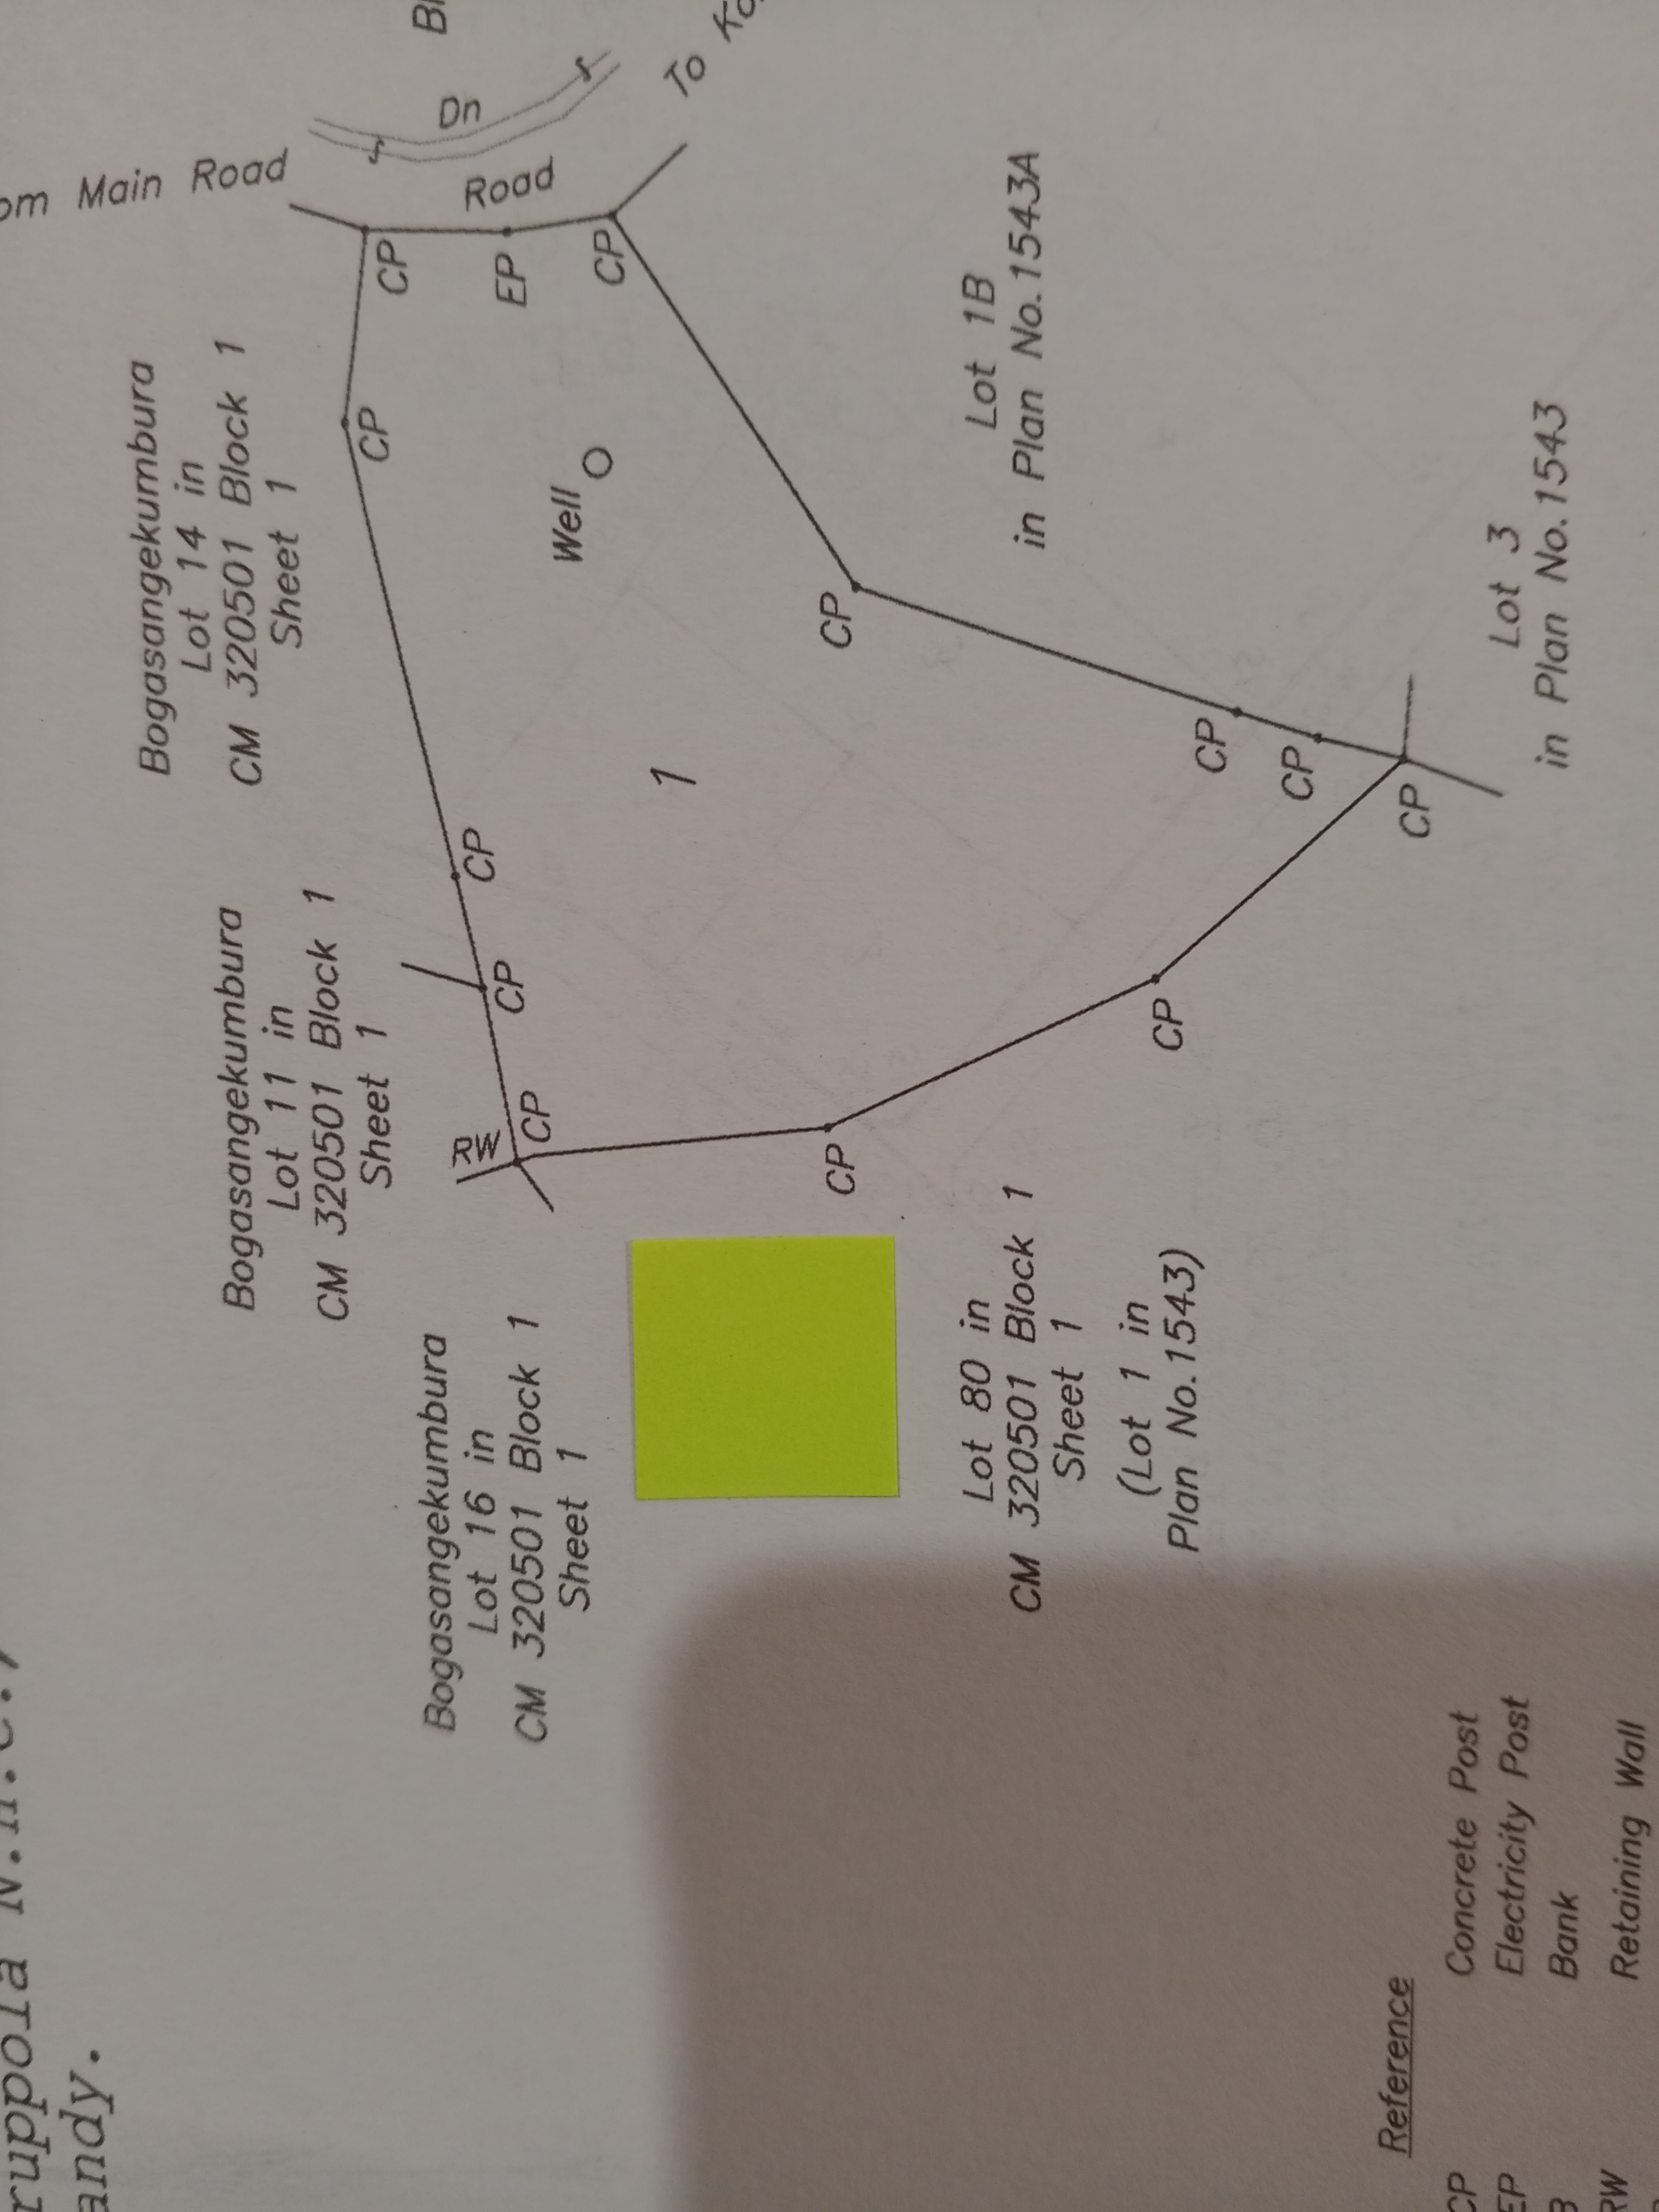 andy.
Main Road
Bogasangekumbura
Lot 14 in
CM 320501 Block 1
Sheet 1
Bogasangekumbura
Lot 11 in
CM 320501 Block 1
Sheet 1
Bogasangekumbura
Lot 16 in
CM 320501 Block 1
Sheet 1
RW
CP
CP
CP
CP
CP
EP
CP
Road
Dn
Well
1
To
CP
CP
Lot 80 in
CM 320501 Block 1
Sheet 1
(Lot 1 in
Plan No.1543)
Lot 1B
in Plan No.1543A
CP
CP
CP
CP
Lot 3
in Plan No.1543
Reference
CP Concrete Post
EP Electricity Post
B Bank
RW Retaining Wall